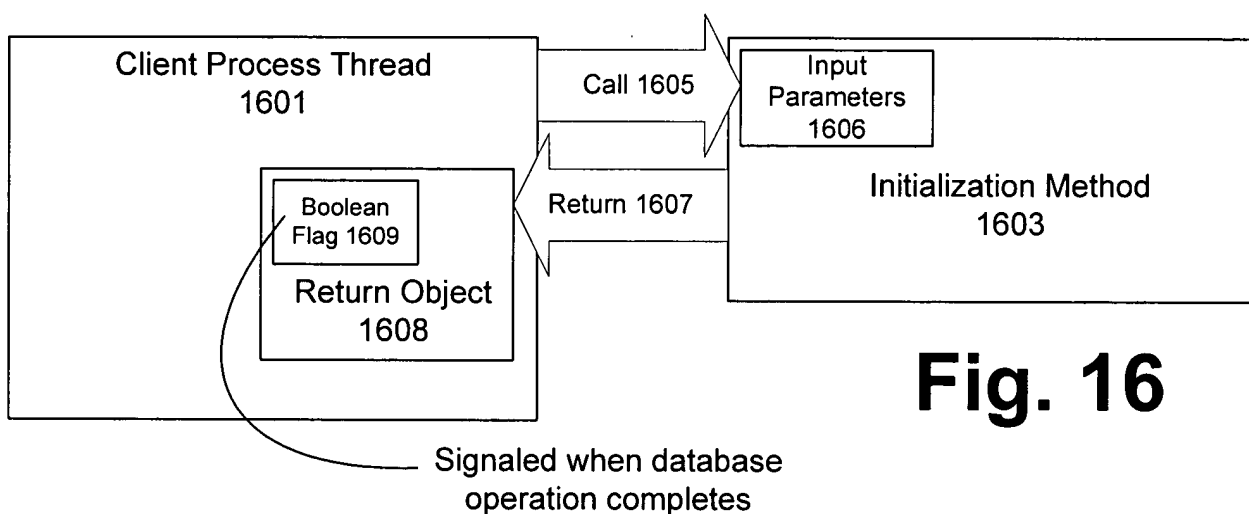 Client Process Thread
1601
Call 1605
Input
Parameters
1606
Initialization Method
1603
Return 1607
Boolean
Flag 1609
Return Object
1608
Fig. 16
Signaled when database
operation completes